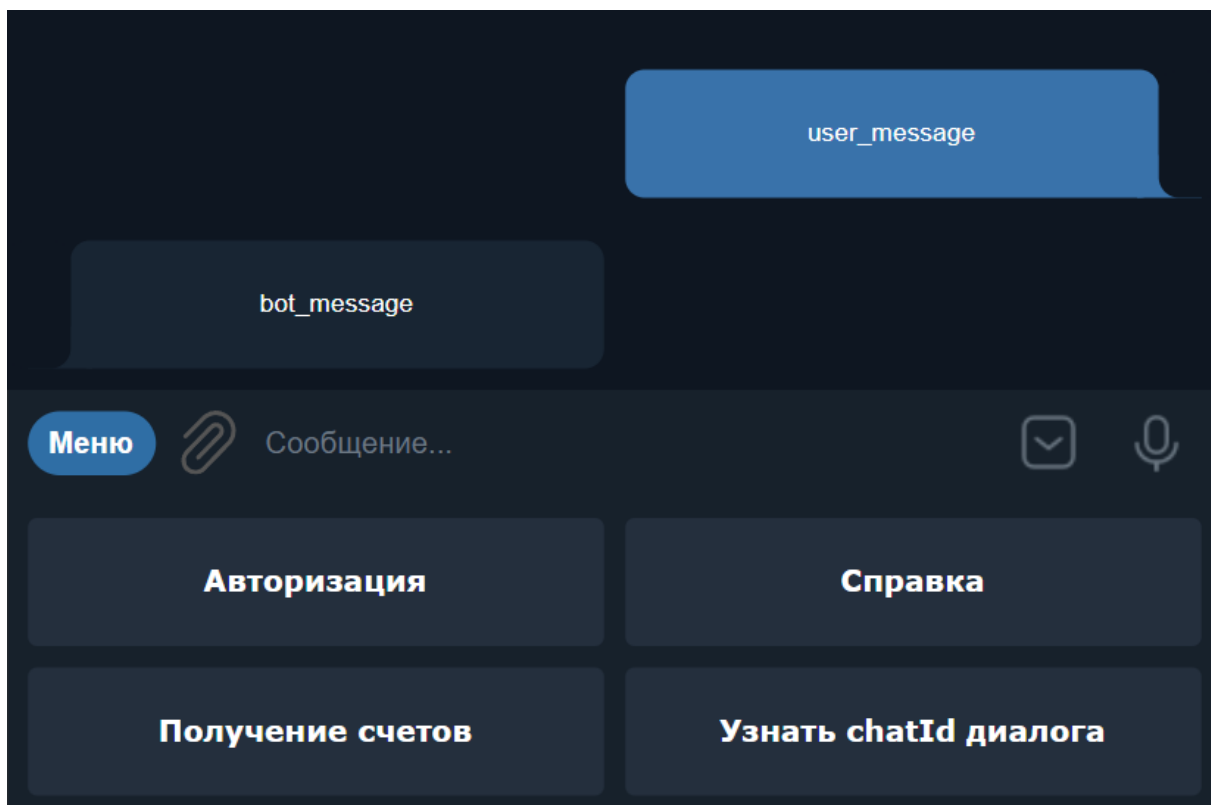 user_message
bot_message
Меню
Сообщение...
Авторизация
Справка
Получение счетов
Узнать chatId диалога